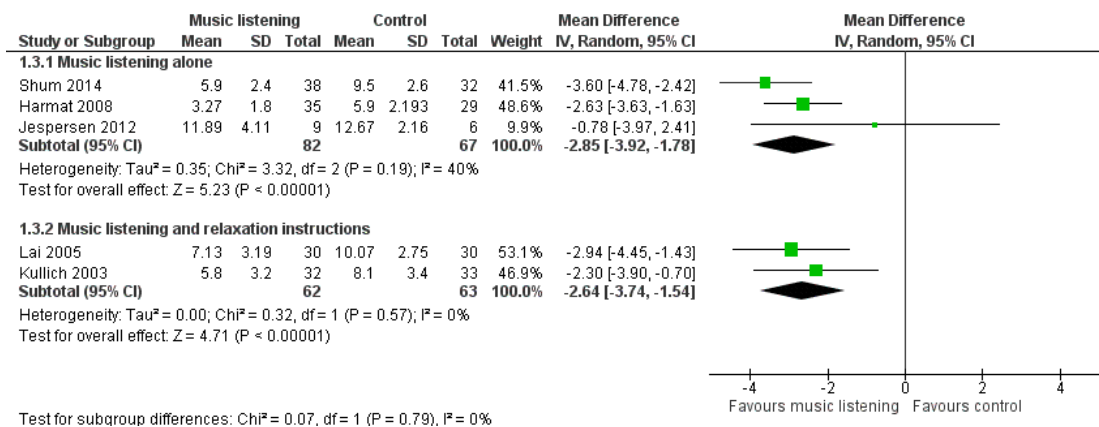 Music listening Control Mean Difference Mean Difference
Study or Subgroup Mean SD Total Mean SD Total Weight IV, Random, 95% CI IV, Random, 95% CI
1.3.1 Music listening alone
Shum 2014 5.9 2.4 38 9.5 2.6 32 41.5% -3.60 [-4.78, -2.42]
Harmat 2008 3.27 1.8 35 5.9 2.193 29 48.6% -2.63 [-3.63, -1.63]
Jespersen 2012 11.89 4.11 9 12.67 2.16 6 9.9% -0.78 [-3.97, 2.41]
Subtotal (95% CI) 82 67 100.0% -2.85 [-3.92, -1.78]
Heterogeneity: Tau² = 0.35; Chi² = 3.32, df = 2 (P = 0.19); I² = 40%
Test for overall effect: Z = 5.23 (P < 0.00001)
1.3.2 Music listening and relaxation instructions
Lai 2005 7.13 3.19 30 10.07 2.75 30 53.1% -2.94 [-4.45, -1.43]
Kullich 2003 5.8 3.2 32 8.1 3.4 33 46.9% -2.30 [-3.90, -0.70]
Subtotal (95% CI) 62 63 100.0% -2.64 [-3.74, -1.54]
Heterogeneity: Tau² = 0.00; Chi² = 0.32, df = 1 (P = 0.57); I² = 0%
Test for overall effect: Z = 4.71 (P < 0.00001)
-4 -2 0 2 4
Favours music listening Favours control
Test for subgroup differences: Chi² = 0.07, df = 1 (P = 0.79), I² = 0%